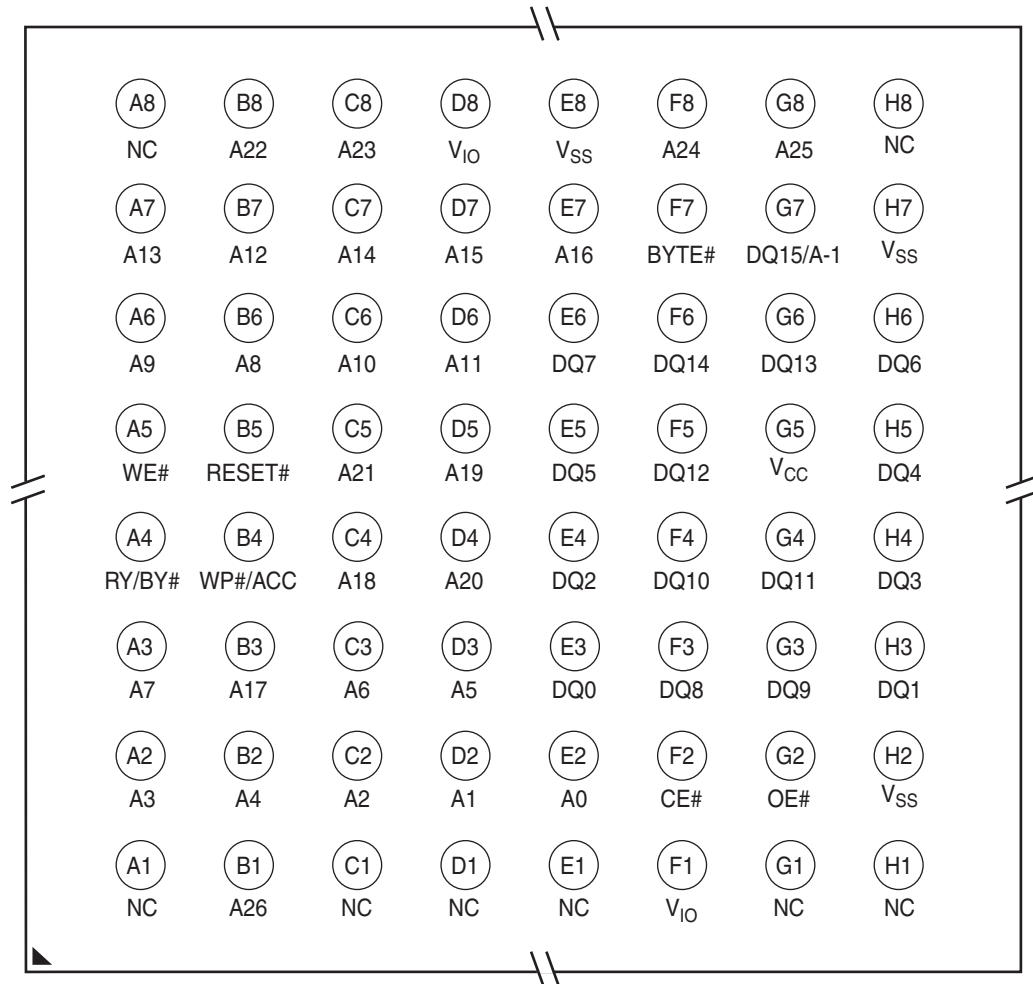 A8 B8 C8 D8 E8 F8 G8 H8
NC A22 A23 VIO VSS A24 A25 NC
A7 B7 C7 D7 E7 F7 G7 H7
A13 A12 A14 A15 A16 BYTE# DQ15/A-1 VSS
A6 B6 C6 D6 E6 F6 G6 H6
A9 A8 A10 A11 DQ7 DQ14 DQ13 DQ6
A5 B5 C5 D5 E5 F5 G5 H5
WE# RESET# A21 A19 DQ5 DQ12 VCC DQ4
A4 B4 C4 D4 E4 F4 G4 H4
RY/BY# WP#/ACC A18 A20 DQ2 DQ10 DQ11 DQ3
A3 B3 C3 D3 E3 F3 G3 H3
A7 A17 A6 A5 DQ0 DQ8 DQ9 DQ1
A2 B2 C2 D2 E2 F2 G2 H2
A3 A4 A2 A1 A0 CE# OE# VSS
A1 B1 C1 D1 E1 F1 G1 H1
NC A26 NC NC NC VIO NC NC